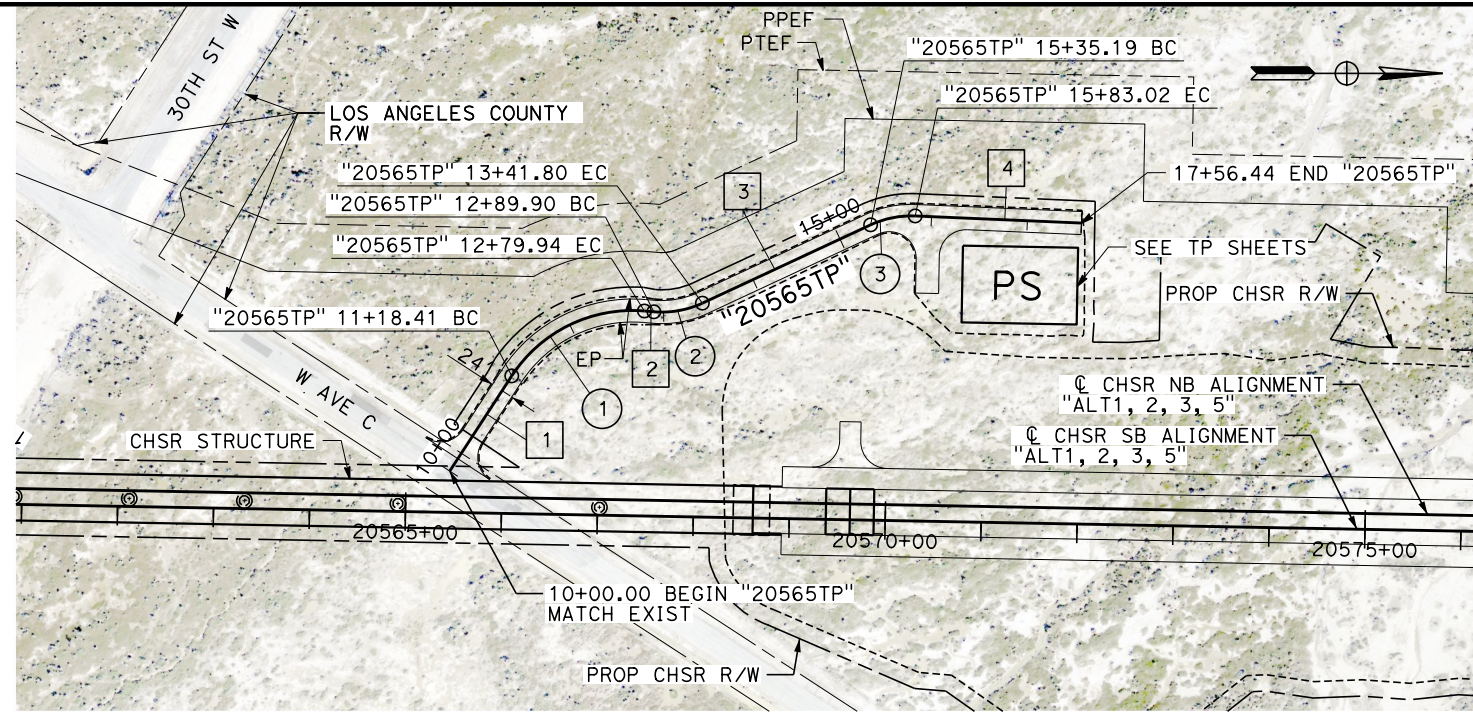 PPEF
PTEF
"20565TP" 15+35.19 BC
30TH ST W
LOS ANGELES COUNTY
R/W
"20565TP" 15+83.02 EC
"20565TP" 13+41.80 EC
3
4
17+56.44 END "20565TP"
"20565TP" 12+89.90 BC
15+00
"20565TP" 12+79.94 EC
3
SEE TP SHEETS
"20565TP"
PS
PROP CHSR R/W
"20565TP" 11+18.41 BC
24
EP
2
2
1
W AVE C
℄ CHSR NB ALIGNMENT
"ALT1, 2, 3, 5"
10+00
1
CHSR STRUCTURE
℄ CHSR SB ALIGNMENT
"ALT1, 2, 3, 5"
20565+00
20570+00
20575+00
10+00.00 BEGIN "20565TP"
MATCH EXIST
PROP CHSR R/W